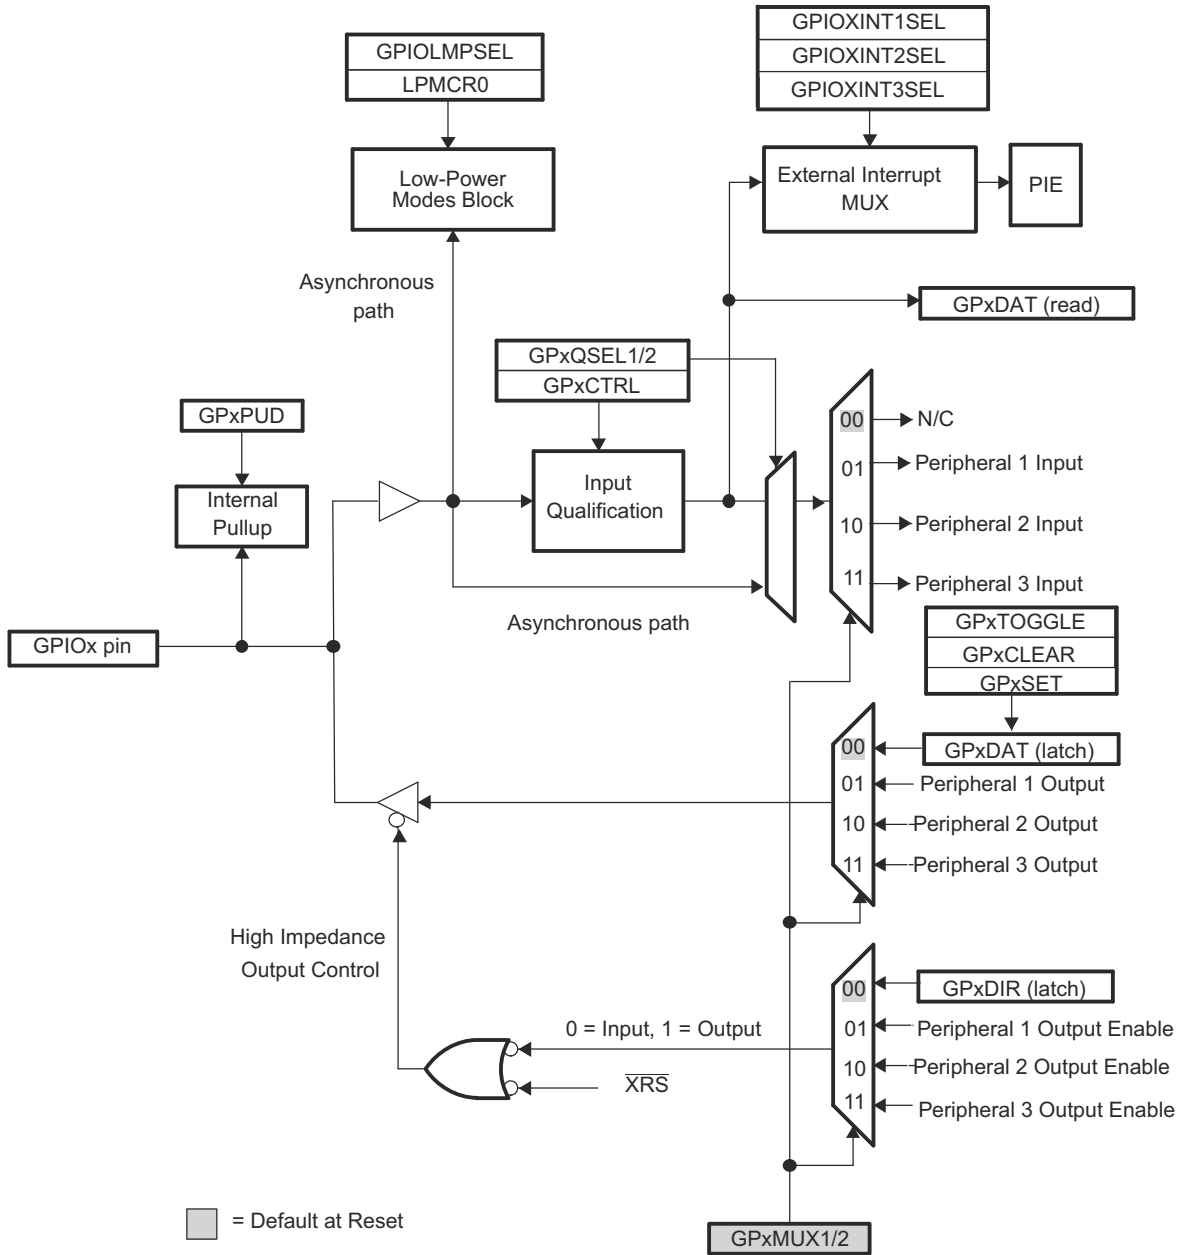 GPIOXINT1SEL
GPIOXINT2SEL
GPIOXINT3SEL
GPIOLMPSEL
LPMCR0
Low-Power
Modes Block
External Interrupt
MUX
PIE
Asynchronous
path
GPxDAT (read)
GPxQSEL1/2
GPxCTRL
GPxPUD
Internal
Pullup
Input
Qualification
00
N/C
01
Peripheral 1 Input
10
Peripheral 2 Input
11
Peripheral 3 Input
Asynchronous path
GPIOx pin
GPxTOGGLE
GPxCLEAR
GPxSET
00
GPxDAT (latch)
01
Peripheral 1 Output
10
Peripheral 2 Output
11
Peripheral 3 Output
High Impedance
Output Control
00
GPxDIR (latch)
0 = Input, 1 = Output
01
Peripheral 1 Output Enable
10
Peripheral 2 Output Enable
XRS
11
Peripheral 3 Output Enable
= Default at Reset
GPxMUX1/2